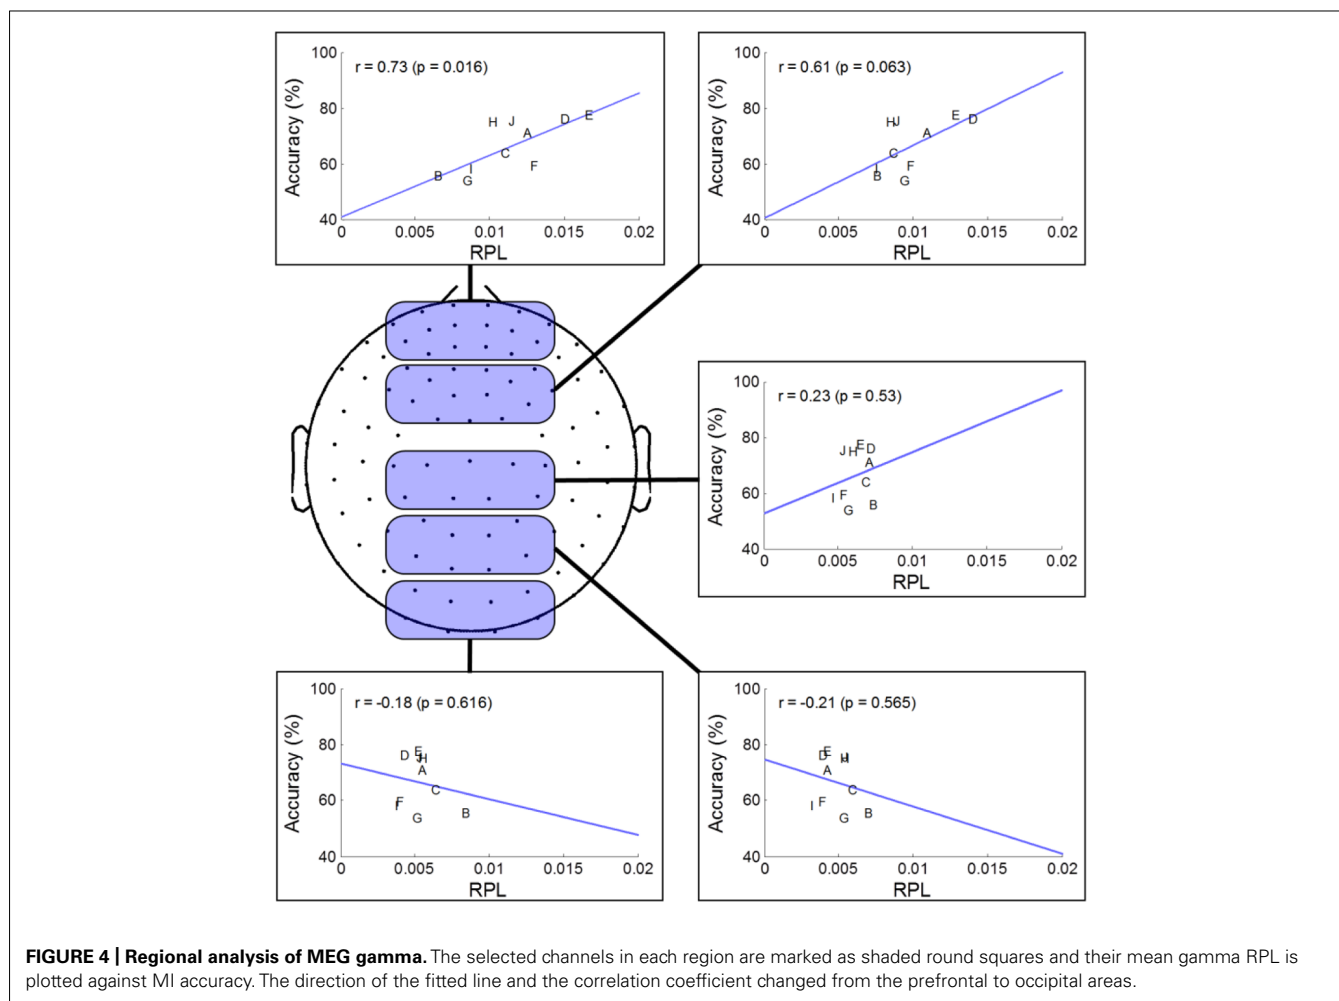 r = 0.73 (p = 0.016)
Accuracy (%)
100
80
60
40
0 0.005 0.01 0.015 0.02
RPL
H J A D E
C F
B I G
r = 0.61 (p = 0.063)
Accuracy (%)
100
80
60
40
0 0.005 0.01 0.015 0.02
RPL
H J A E D
C F
I B G
r = 0.23 (p = 0.53)
Accuracy (%)
100
80
60
40
0 0.005 0.01 0.015 0.02
RPL
J H E D
A
C
I F G B
r = -0.18 (p = 0.616)
Accuracy (%)
100
80
60
40
0 0.005 0.01 0.015 0.02
RPL
D E J H
A
C
I F G B
r = -0.21 (p = 0.565)
Accuracy (%)
100
80
60
40
0 0.005 0.01 0.015 0.02
RPL
D E J H
A
C
I F G B
FIGURE 4 | Regional analysis of MEG gamma. The selected channels in each region are marked as shaded round squares and their mean gamma RPL is
plotted against MI accuracy. The direction of the fitted line and the correlation coefficient changed from the prefrontal to occipital areas.